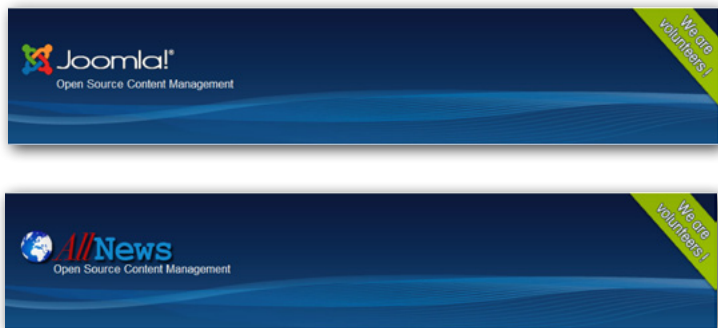 Joomla!®
Open Source Content Management
We are
volunteers!
AllNews
Open Source Content Management
We are
volunteers!